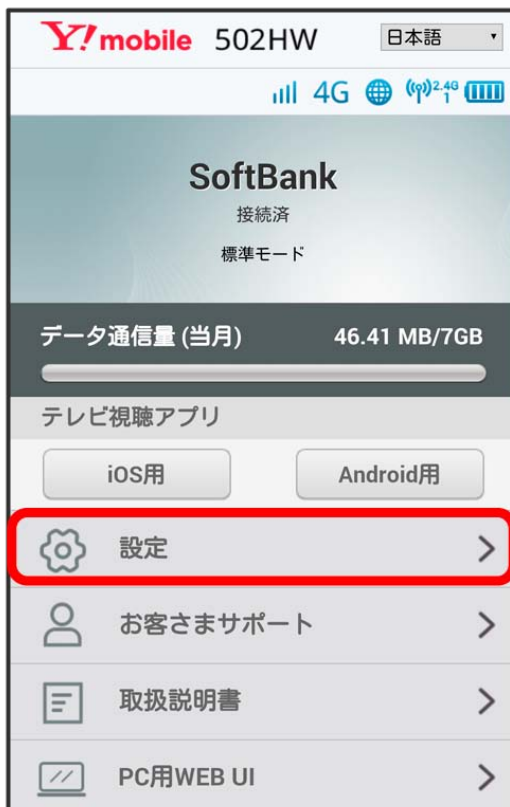 Y!mobile 502HW 日本語
4G 2.4G 1
SoftBank
接続済
標準モード
データ通信量 (当月) 46.41 MB/7GB
テレビ視聴アプリ
iOS用 Android用
設定
お客さまサポート
取扱説明書
PC用WEB UI